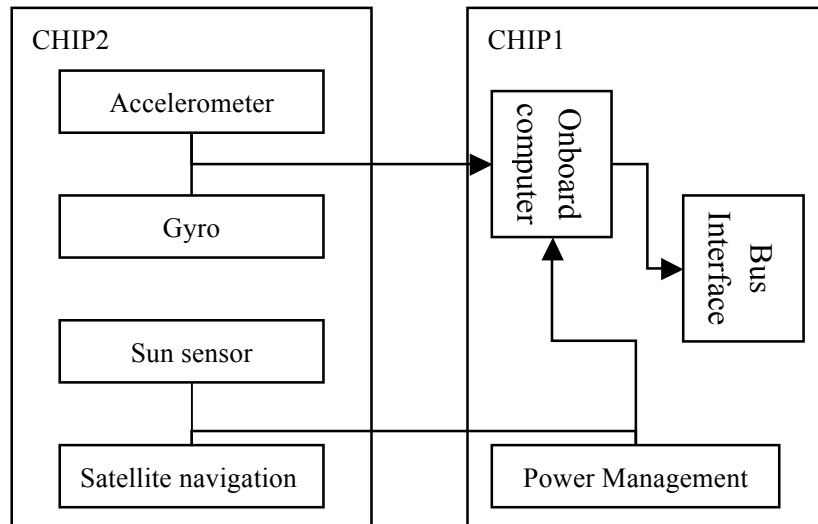 CHIP2
Accelerometer
Gyro
Sun sensor
Satellite navigation
CHIP1
Onboard
computer
Bus
Interface
Power Management